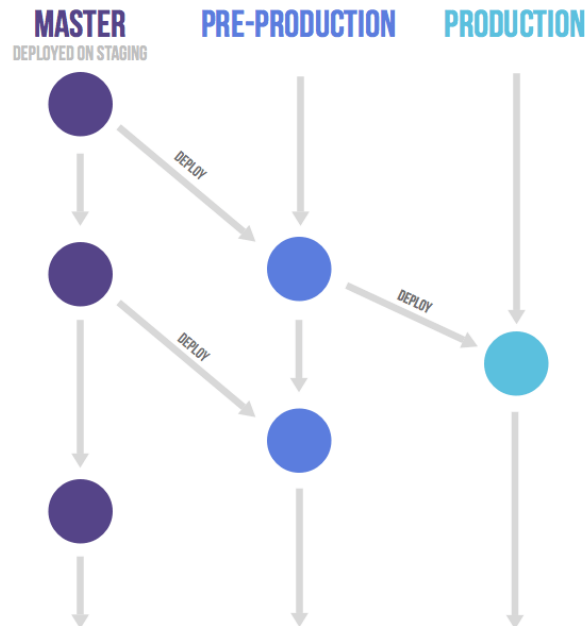 MASTER
DEPLOYED ON STAGING
PRE-PRODUCTION
PRODUCTION
DEPLOY
DEPLOY
DEPLOY